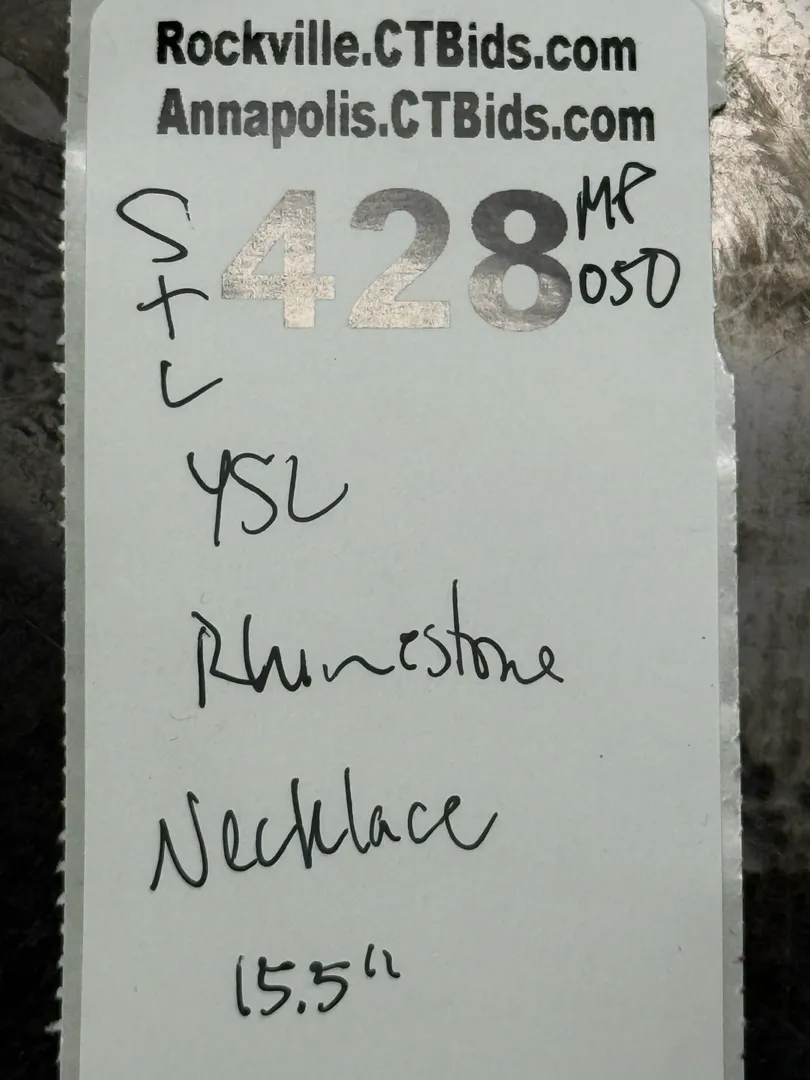 Rockville.CTBids.com
Annapolis.CTBids.com
S
+
L
428
MP
050
YSL
Rhinestone
Necklace
15.5"